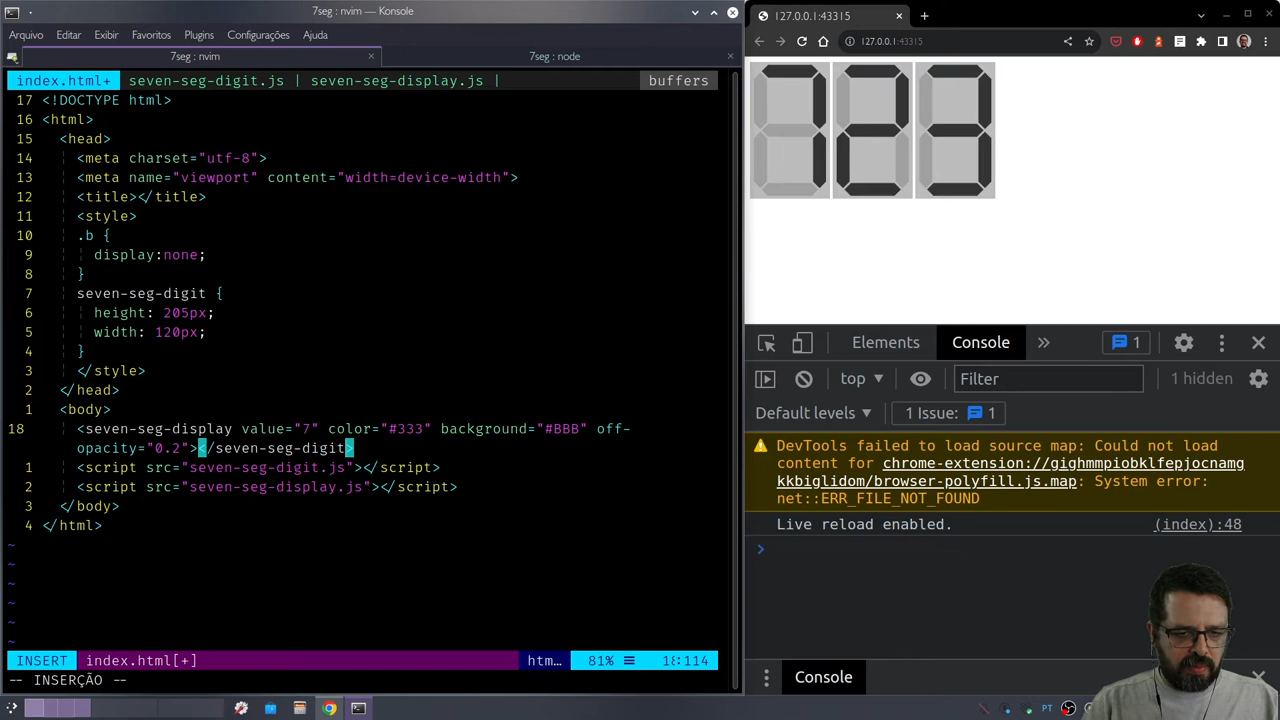 7seg : nvim — Konsole
Arquivo Editar Exibir Favoritos Plugins Configurações Ajuda
7seg : nvim
7seg : node
index.html+ seven-seg-digit.js | seven-seg-display.js | buffers
17 <!DOCTYPE html>
16 <html>
15 <head>
14 <meta charset="utf-8">
13 <meta name="viewport" content="width=device-width">
12 <title></title>
11 <style>
10 .b {
9 display:none;
8 }
7 seven-seg-digit {
6 height: 205px;
5 width: 120px;
4 }
3 </style>
2 </head>
1 <body>
18 <seven-seg-display value="7" color="#333" background="#BBB" off-
opacity="0.2"></seven-seg-digit>
1 <script src="seven-seg-digit.js"></script>
2 <script src="seven-seg-display.js"></script>
3 </body>
4 </html>
~
~
~
~
~
~
INSERT index.html[+] htm… 81% 18:114
-- INSERÇÃO --
127.0.0.1:43315
127.0.0.1:43315
723
Elements Console » 1
top Filter 1 hidden
Default levels 1 Issue: 1
DevTools failed to load source map: Could not load
content for chrome-extension://gighmmpiobklfepjocnamg
kkbiglidom/browser-polyfill.js.map: System error:
net::ERR_FILE_NOT_FOUND
Live reload enabled. (index):48
Console
PT